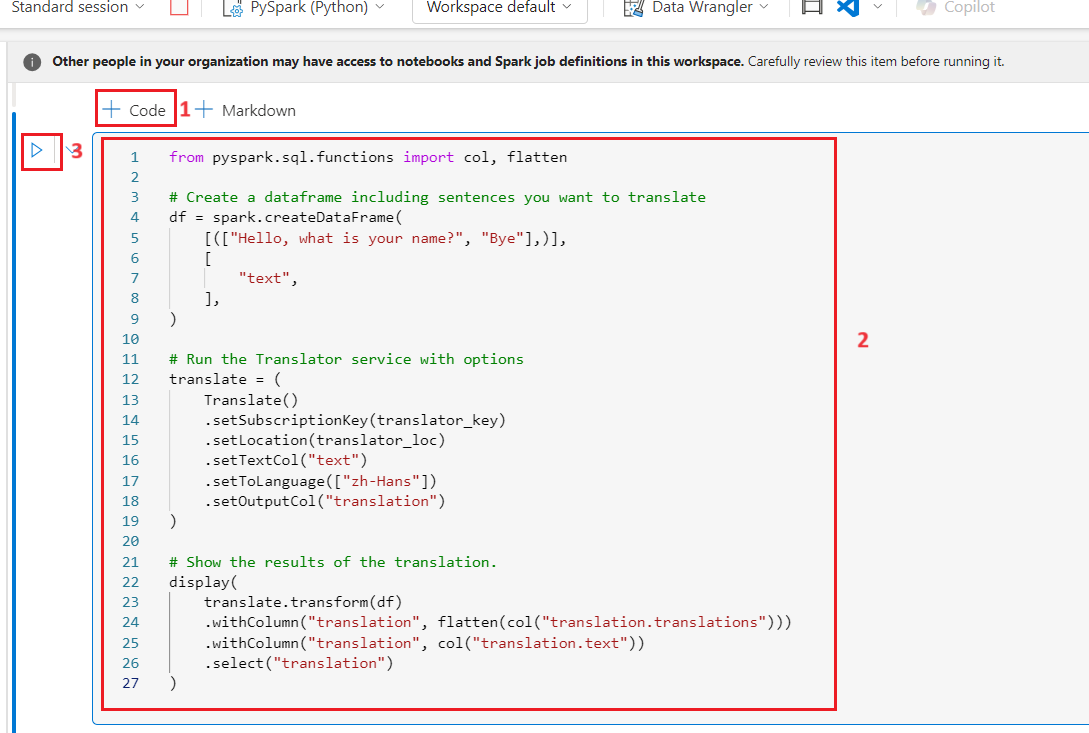 Standard session PySpark (Python) Workspace default Data Wrangler Copilot
Other people in your organization may have access to notebooks and Spark job definitions in this workspace. Carefully review this item before running it.
+ Code 1 + Markdown
3
1 from pyspark.sql.functions import col, flatten
2
3 # Create a dataframe including sentences you want to translate
4 df = spark.createDataFrame(
5     [(["Hello, what is your name?", "Bye"],)],
6     [
7         "text",
8     ],
9 )
10
2
11 # Run the Translator service with options
12 translate = (
13     Translate()
14     .setSubscriptionKey(translator_key)
15     .setLocation(translator_loc)
16     .setTextCol("text")
17     .setToLanguage(["zh-Hans"])
18     .setOutputCol("translation")
19 )
20
21 # Show the results of the translation.
22 display(
23     translate.transform(df)
24     .withColumn("translation", flatten(col("translation.translations")))
25     .withColumn("translation", col("translation.text"))
26     .select("translation")
27 )